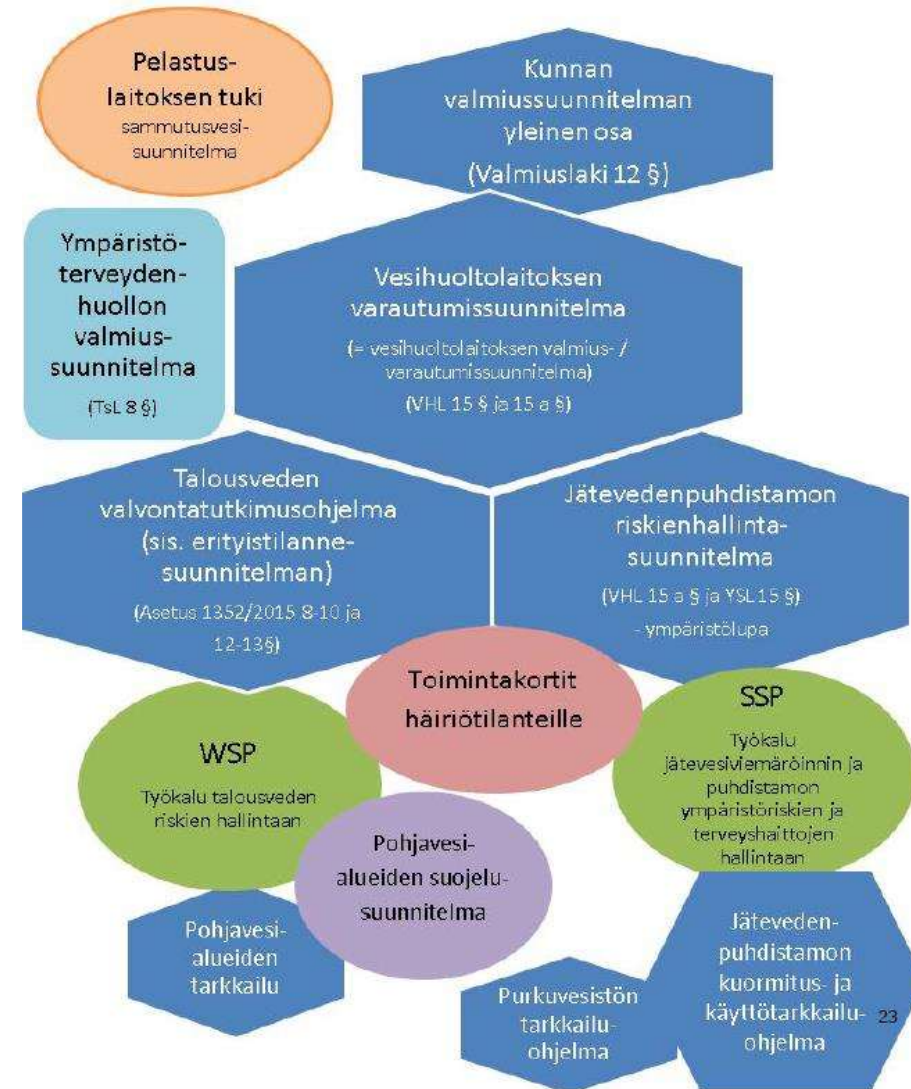 Pelastus-
laitoksen tuki
sammutusvesi-
suunnitelma
Kunnan
valmiussuunnitelman
yleinen osa
(Valmiuslaki 12 §)
Ympäristö-
terveyden-
huollon
valmius-
suunnitelma
(TsL 8 §)
Vesihuoltolaitoksen
varautumissuunnitelma
(= vesihuoltolaitoksen valmius- /
varautumissuunnitelma)
(VHL 15 § ja 15 a §)
Talousveden
valvontatutkimusohjelma
(sis. erityistilanne-
suunnitelman)
(Asetus 1352/2015 8-10 ja
12-13§)
Jätevedenpuhdistamon
riskienhallinta-
suunnitelma
(VHL 15 a § ja YSL 15 §)
- ympäristölupa
Toimintakortit
häiriötilanteille
WSP
Työkalu talousveden
riskien hallintaan
SSP
Työkalu
jätevesiviemäröinnin ja
puhdistamon
ympäristöriskien ja
terveyshaittojen
hallintaan
Pohjavesi-
alueiden suojelu-
suunnitelma
Pohjavesi-
alueiden
tarkkailu
Purkuvesistön
tarkkailu-
ohjelma
Jäteveden-
puhdistamon
kuormitus- ja
käyttötarkkailu-
ohjelma
23